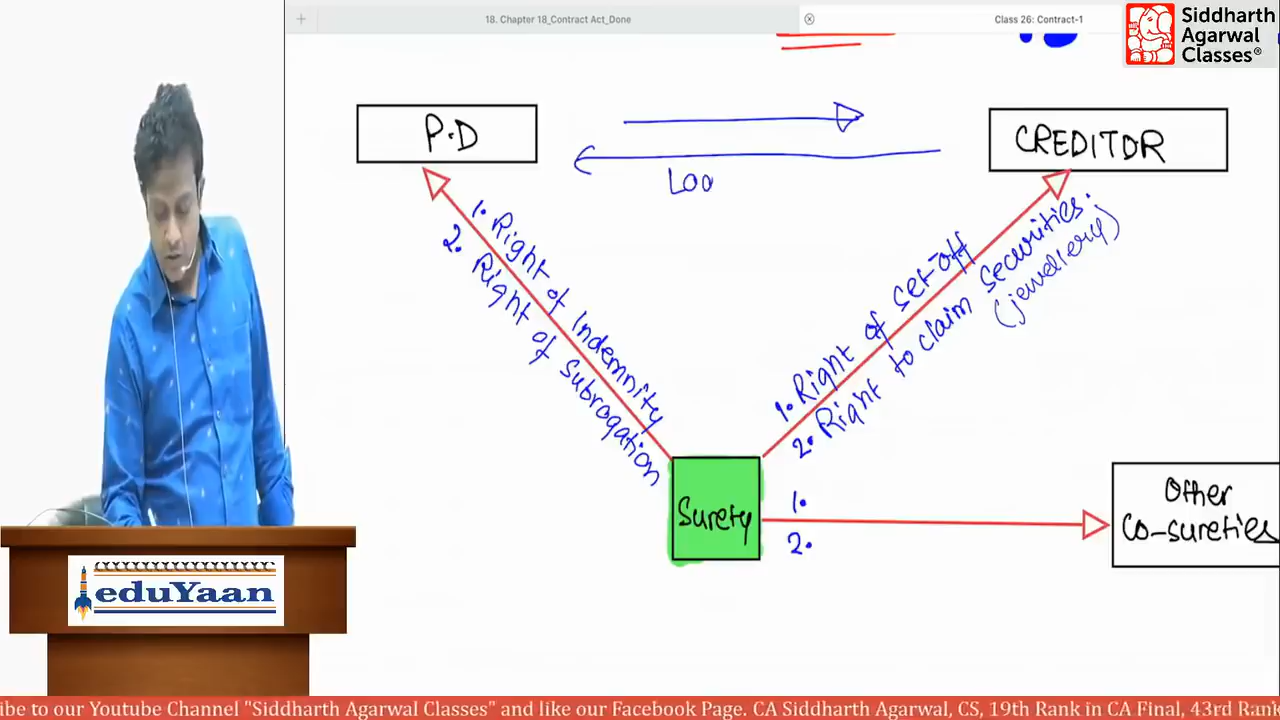 18. Chapter 18_Contract Act_Done
Class 26: Contract-1
Siddharth
Agarwal
Classes®
P.D
CREDITOR
Loa
1. Right of Indemnity
2. Right of subrogation
1. Right of set-off
2. Right to claim securities.
(jewellery)
Surety
1.
2.
Other
Co-sureties
eduYaan
ibe to our Youtube Channel "Siddharth Agarwal Classes" and like our Facebook Page. CA Siddharth Agarwal, CS, 19th Rank in CA Final, 43rd Rank